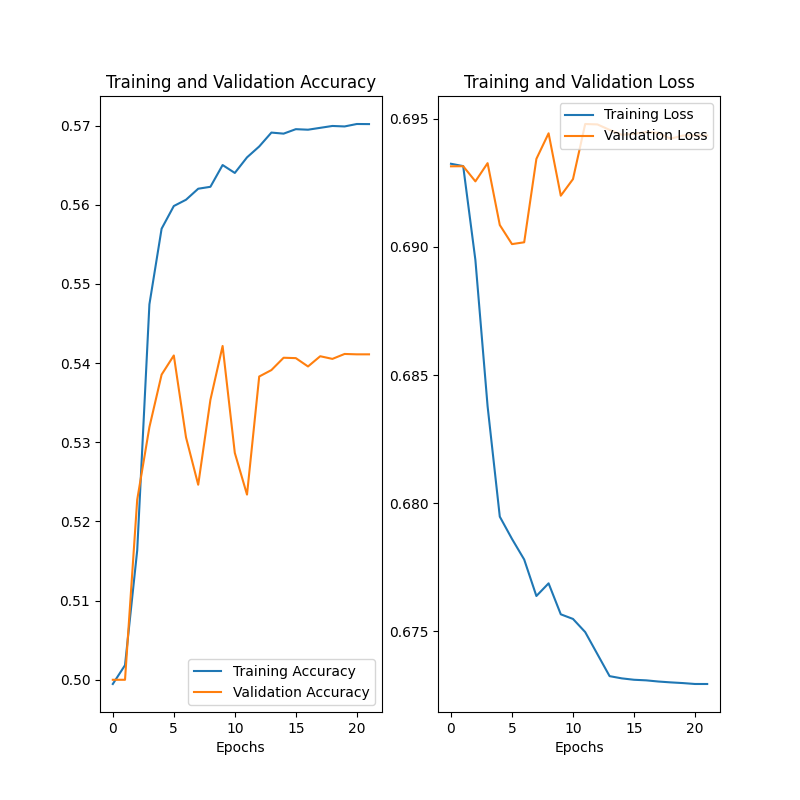 Training and Validation Accuracy
0.57
0.56
0.55
0.54
0.53
0.52
0.51
0.50
Training Accuracy
Validation Accuracy
0 5 10 15 20
Epochs
Training and Validation Loss
0.695
0.690
0.685
0.680
0.675
Training Loss
Validation Loss
0 5 10 15 20
Epochs